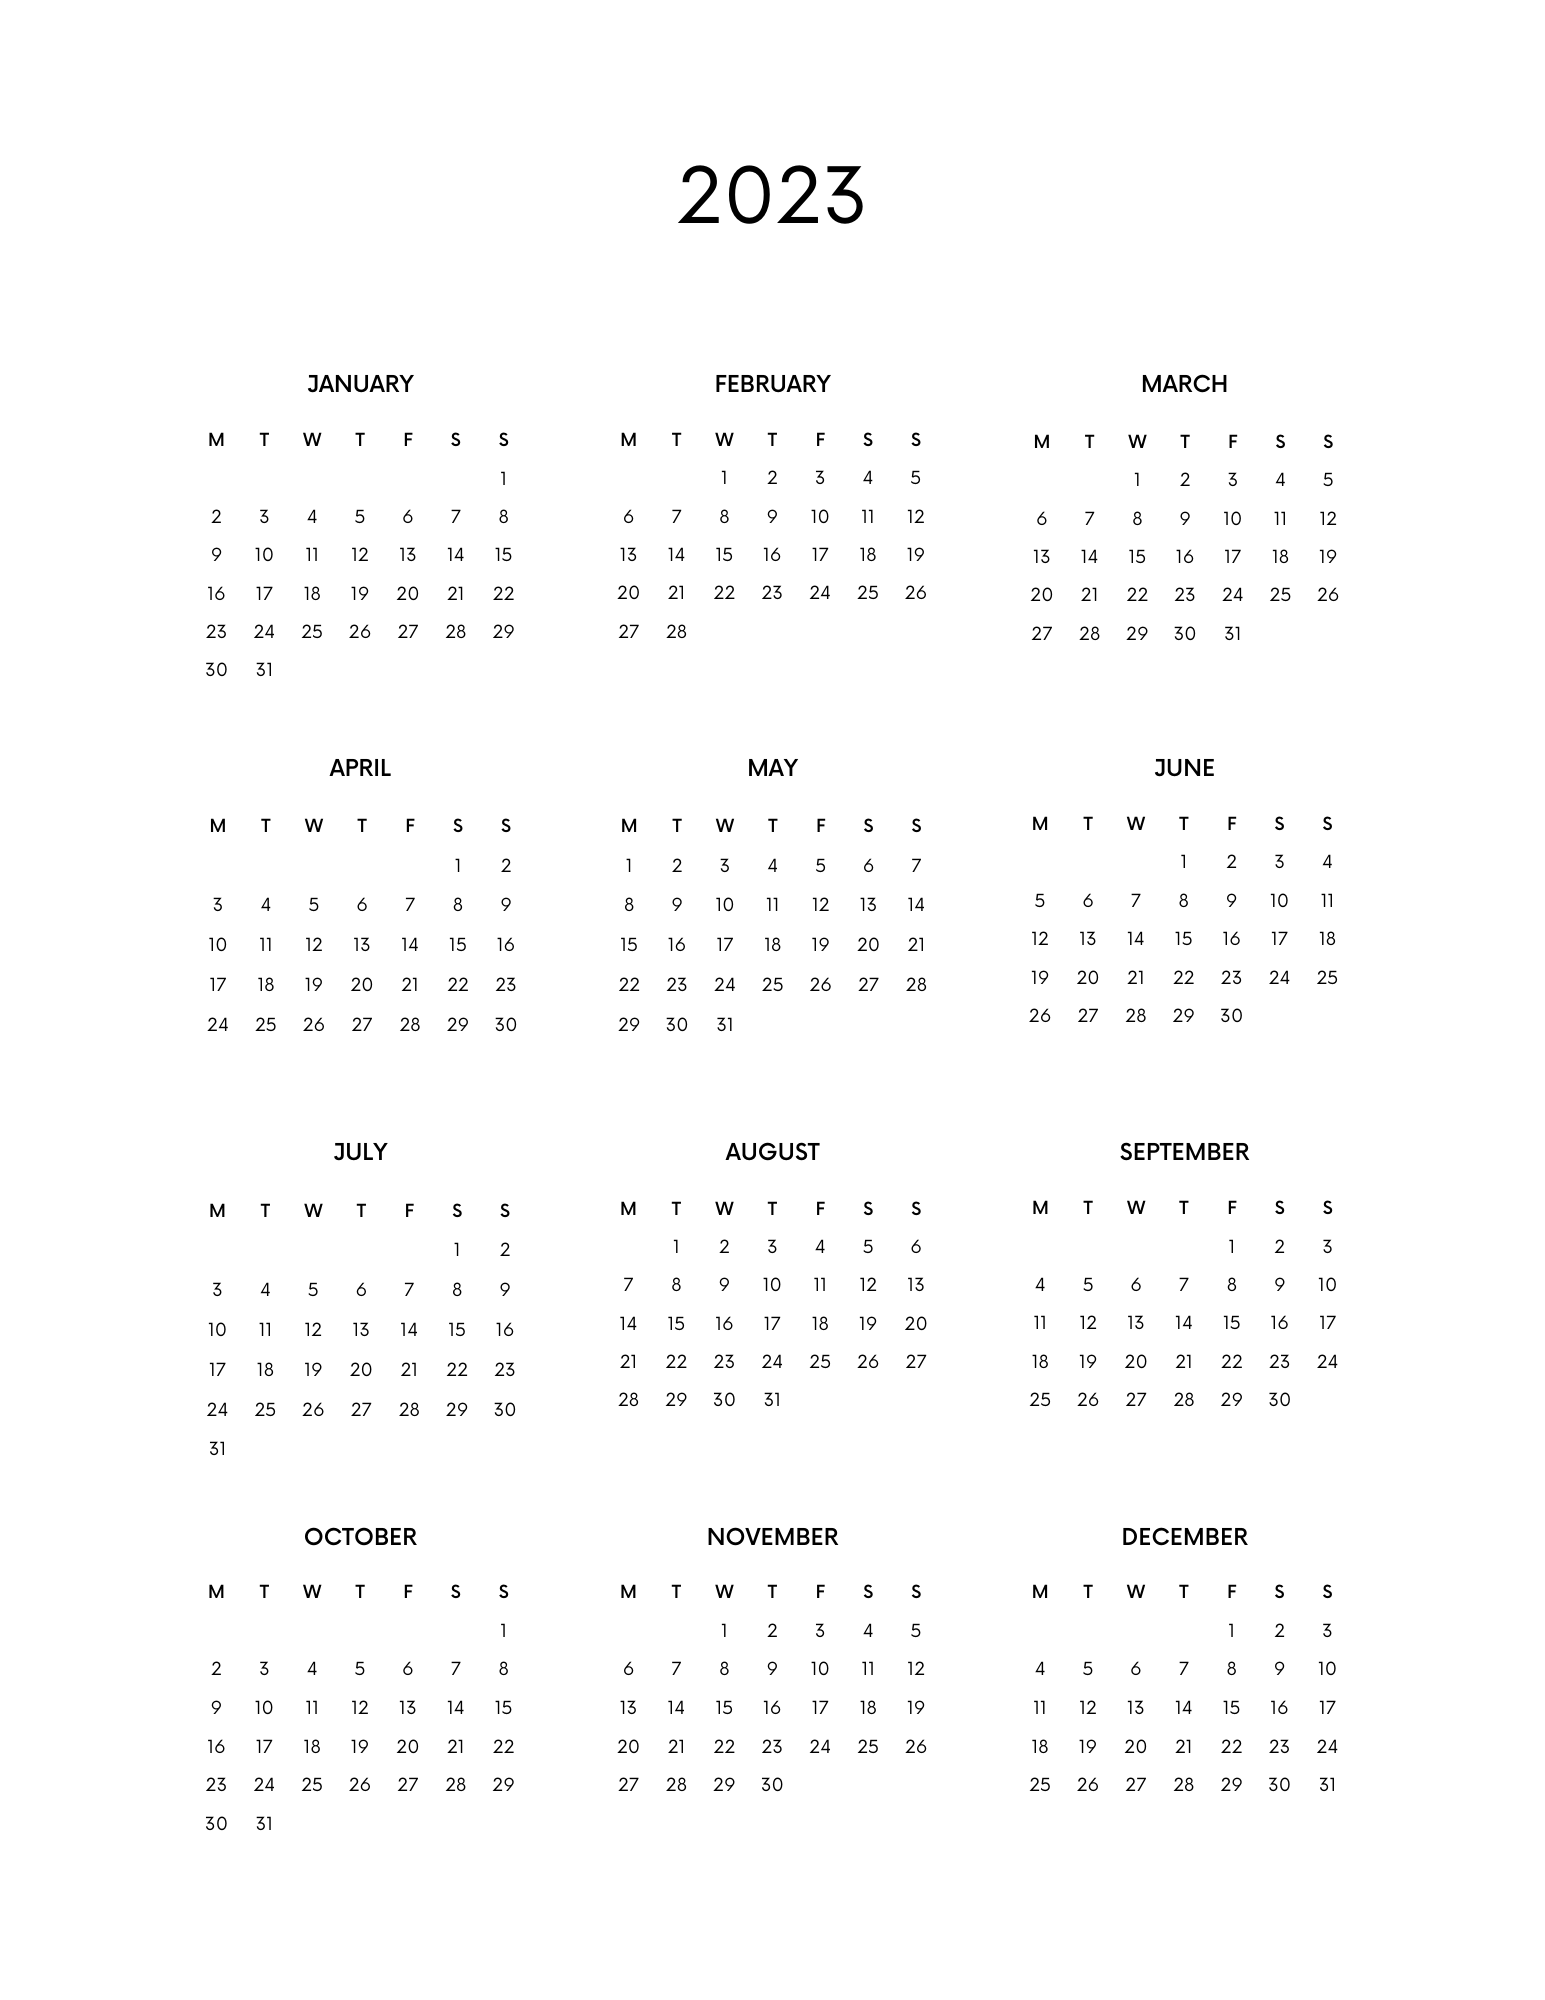 2023
JANUARY
M T W T F S S
1
2 3 4 5 6 7 8
9 10 11 12 13 14 15
16 17 18 19 20 21 22
23 24 25 26 27 28 29
30 31
FEBRUARY
M T W T F S S
1 2 3 4 5
6 7 8 9 10 11 12
13 14 15 16 17 18 19
20 21 22 23 24 25 26
27 28
MARCH
M T W T F S S
1 2 3 4 5
6 7 8 9 10 11 12
13 14 15 16 17 18 19
20 21 22 23 24 25 26
27 28 29 30 31
APRIL
M T W T F S S
1 2
3 4 5 6 7 8 9
10 11 12 13 14 15 16
17 18 19 20 21 22 23
24 25 26 27 28 29 30
MAY
M T W T F S S
1 2 3 4 5 6 7
8 9 10 11 12 13 14
15 16 17 18 19 20 21
22 23 24 25 26 27 28
29 30 31
JUNE
M T W T F S S
1 2 3 4
5 6 7 8 9 10 11
12 13 14 15 16 17 18
19 20 21 22 23 24 25
26 27 28 29 30
JULY
M T W T F S S
1 2
3 4 5 6 7 8 9
10 11 12 13 14 15 16
17 18 19 20 21 22 23
24 25 26 27 28 29 30
31
AUGUST
M T W T F S S
1 2 3 4 5 6
7 8 9 10 11 12 13
14 15 16 17 18 19 20
21 22 23 24 25 26 27
28 29 30 31
SEPTEMBER
M T W T F S S
1 2 3
4 5 6 7 8 9 10
11 12 13 14 15 16 17
18 19 20 21 22 23 24
25 26 27 28 29 30
OCTOBER
M T W T F S S
1
2 3 4 5 6 7 8
9 10 11 12 13 14 15
16 17 18 19 20 21 22
23 24 25 26 27 28 29
30 31
NOVEMBER
M T W T F S S
1 2 3 4 5
6 7 8 9 10 11 12
13 14 15 16 17 18 19
20 21 22 23 24 25 26
27 28 29 30
DECEMBER
M T W T F S S
1 2 3
4 5 6 7 8 9 10
11 12 13 14 15 16 17
18 19 20 21 22 23 24
25 26 27 28 29 30 31